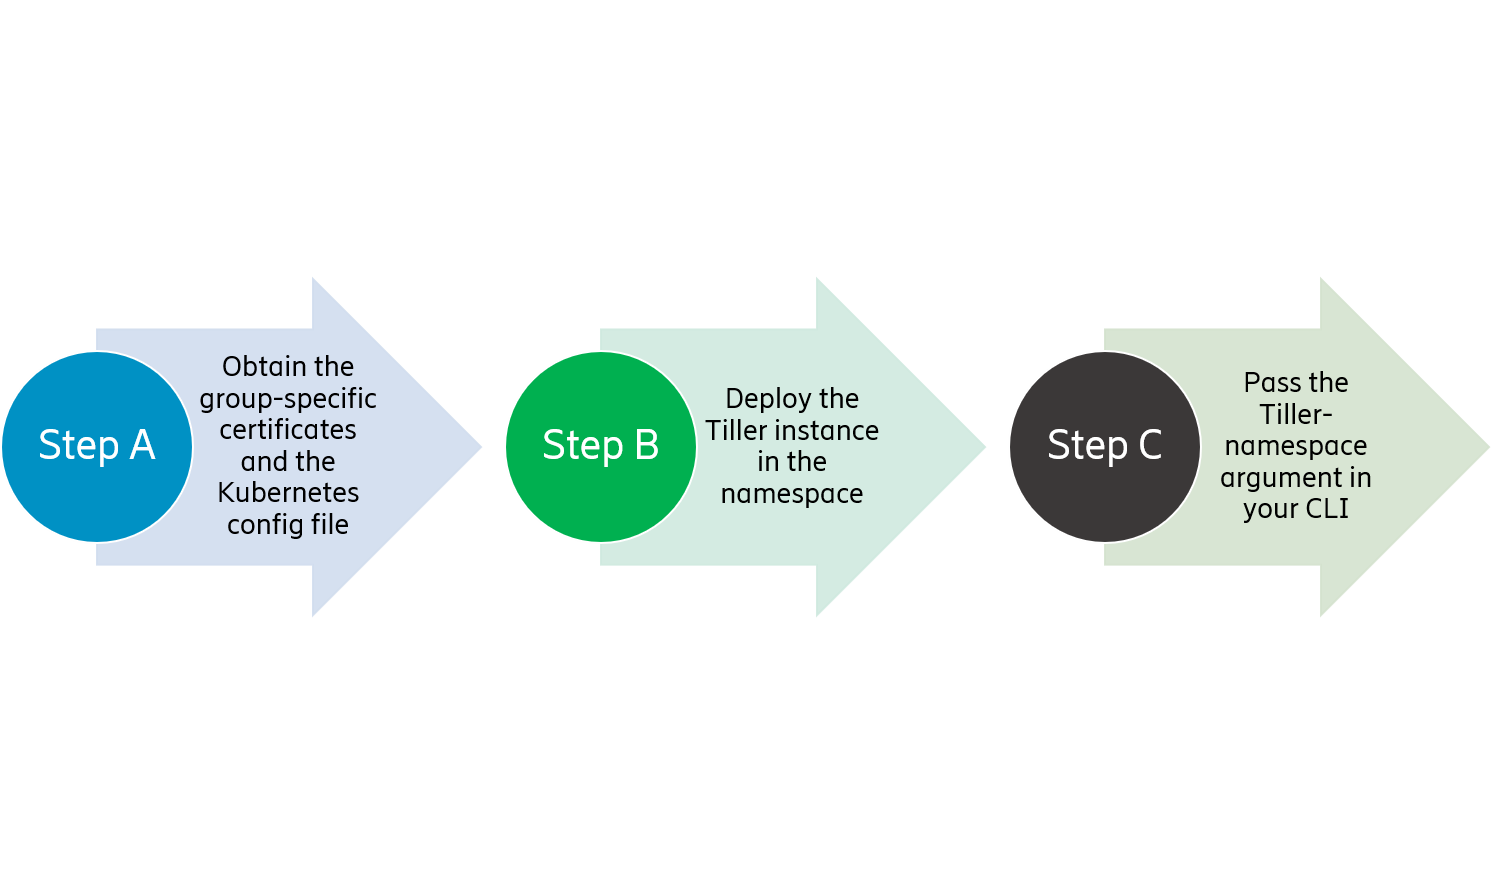 Step A
Obtain the
group-specific
certificates
and the
Kubernetes
config file
Step B
Deploy the
Tiller instance
in the
namespace
Step C
Pass the
Tiller-
namespace
argument in
your CLI